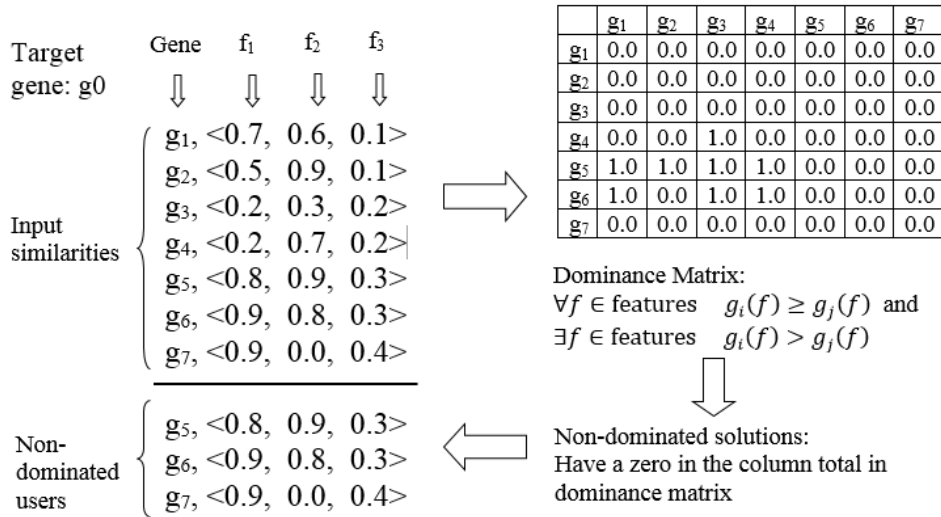 Target
gene: g0
Gene f₁ f₂ f₃
Input
similarities
g₁, <0.7, 0.6, 0.1>
g₂, <0.5, 0.9, 0.1>
g₃, <0.2, 0.3, 0.2>
g₄, <0.2, 0.7, 0.2>
g₅, <0.8, 0.9, 0.3>
g₆, <0.9, 0.8, 0.3>
g₇, <0.9, 0.0, 0.4>
g₁ g₂ g₃ g₄ g₅ g₆ g₇
g₁ 0.0 0.0 0.0 0.0 0.0 0.0 0.0
g₂ 0.0 0.0 0.0 0.0 0.0 0.0 0.0
g₃ 0.0 0.0 0.0 0.0 0.0 0.0 0.0
g₄ 0.0 0.0 1.0 0.0 0.0 0.0 0.0
g₅ 1.0 1.0 1.0 1.0 0.0 0.0 0.0
g₆ 1.0 0.0 1.0 1.0 0.0 0.0 0.0
g₇ 0.0 0.0 0.0 0.0 0.0 0.0 0.0
Dominance Matrix:
∀f ∈ features gᵢ(f) ≥ gⱼ(f) and
∃f ∈ features gᵢ(f) > gⱼ(f)
Non-dominated solutions:
Have a zero in the column total in
dominance matrix
Non-
dominated
users
g₅, <0.8, 0.9, 0.3>
g₆, <0.9, 0.8, 0.3>
g₇, <0.9, 0.0, 0.4>